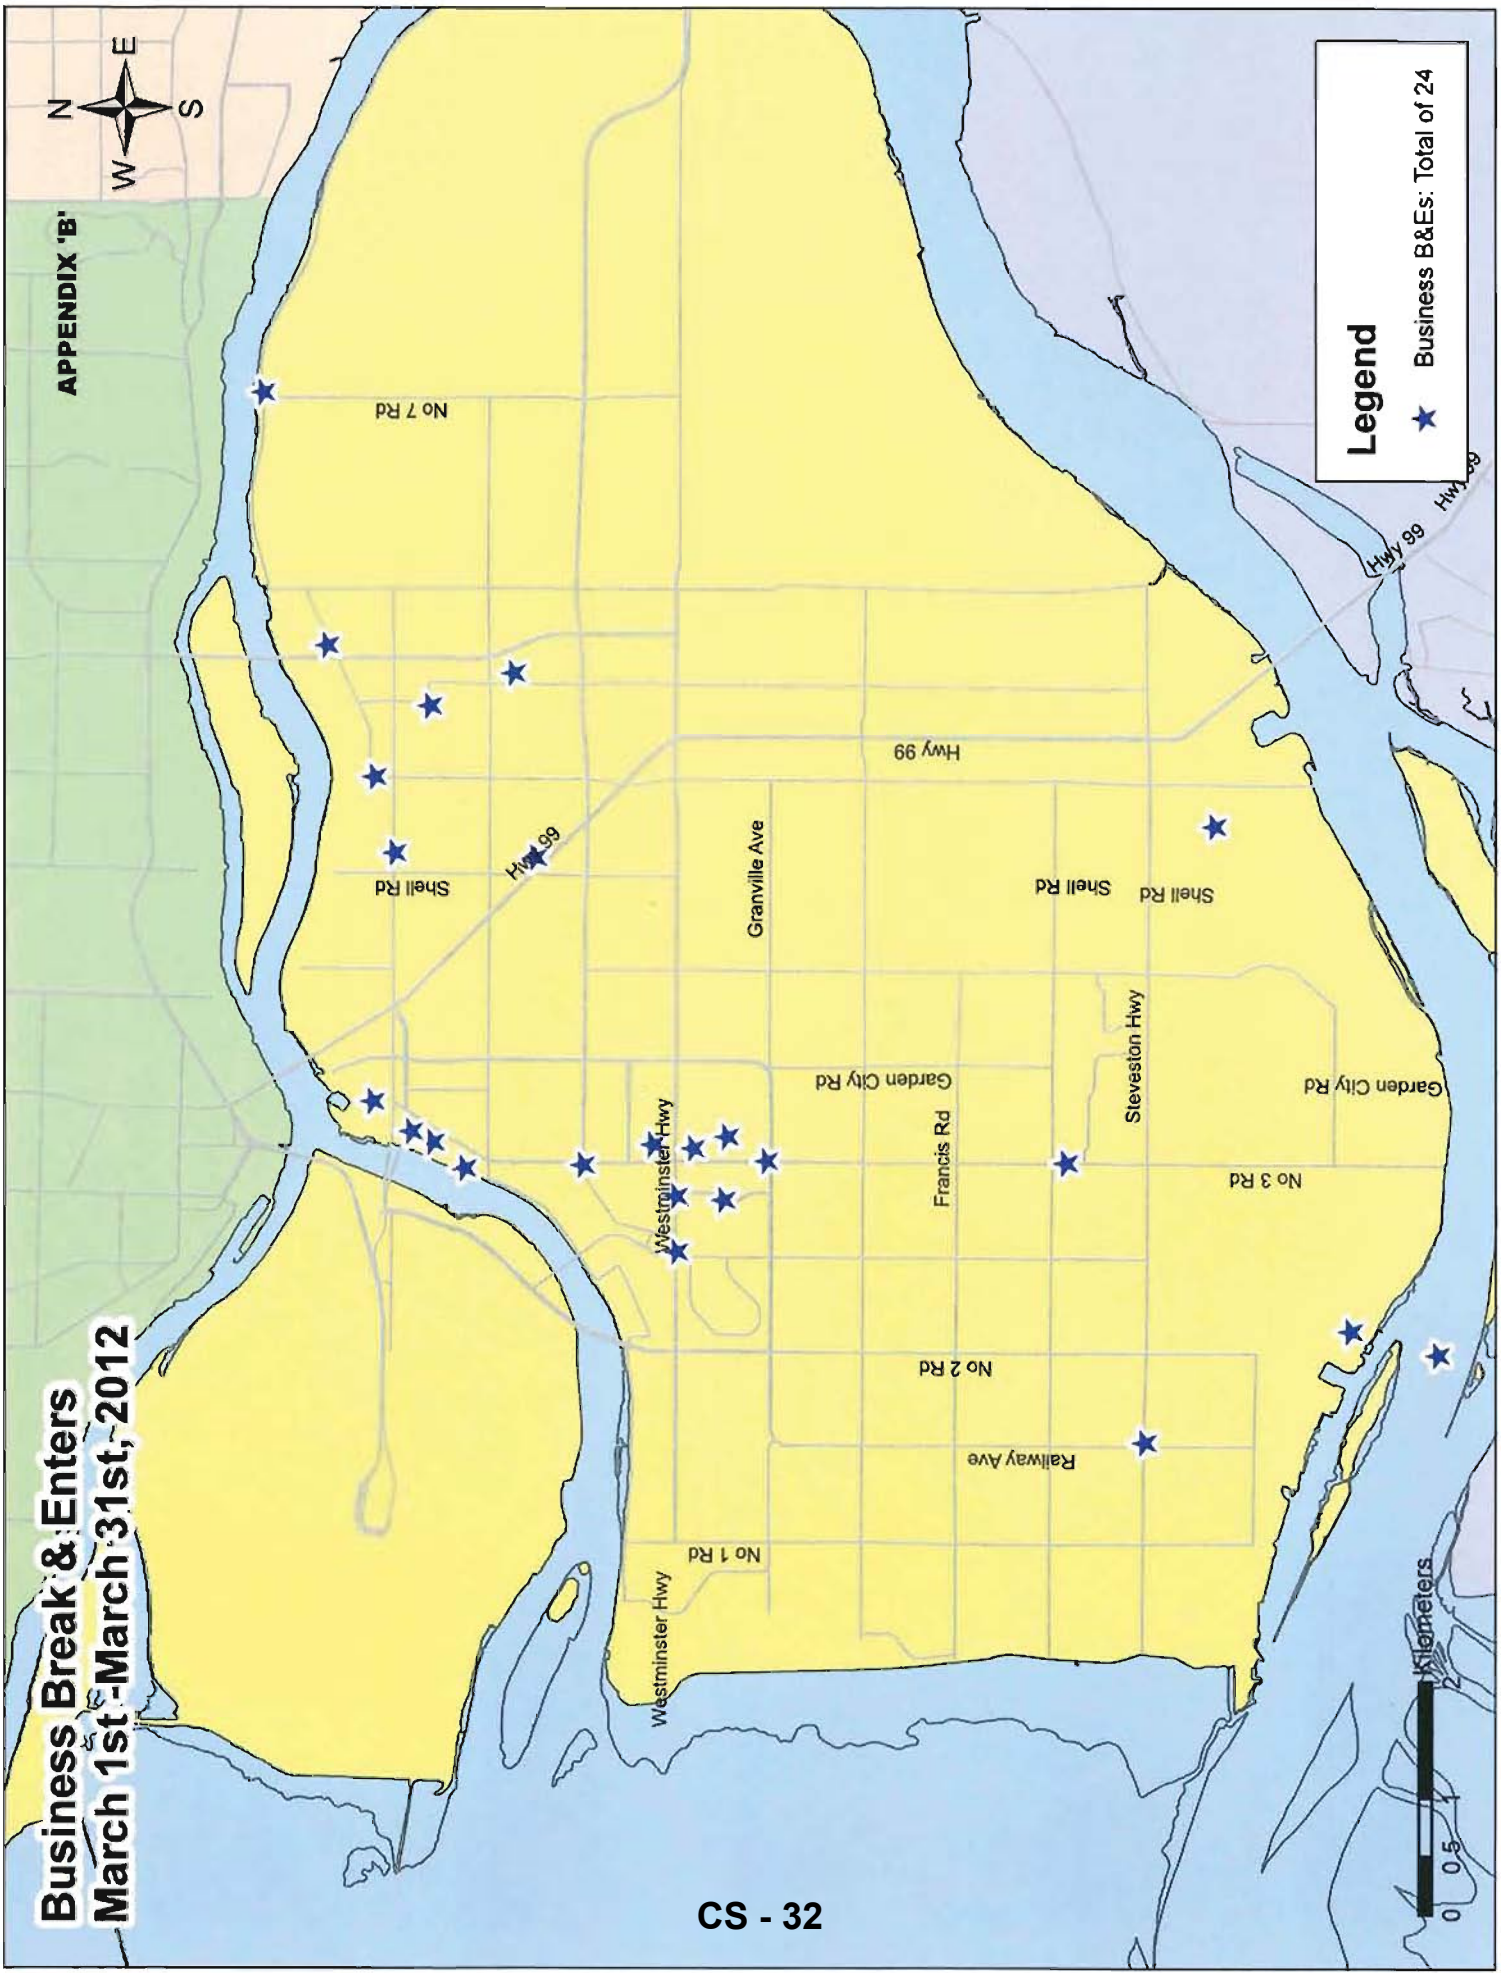 Business Break & Enters
March 1st -March 31st, 2012
APPENDIX 'B'
N
W
E
S
No 7 Rd
Shell Rd
Hwy 99
Hwy 99
Granville Ave
Shell Rd
Shell Rd
Westminster Hwy
Garden City Rd
Steveston Hwy
Garden City Rd
Francis Rd
No 3 Rd
No 2 Rd
Railway Ave
No 1 Rd
Westminster Hwy
Hwy 99
Hwy 99
Legend
Business B&Es: Total of 24
0 0.5 1 2
Kilometers
CS - 32